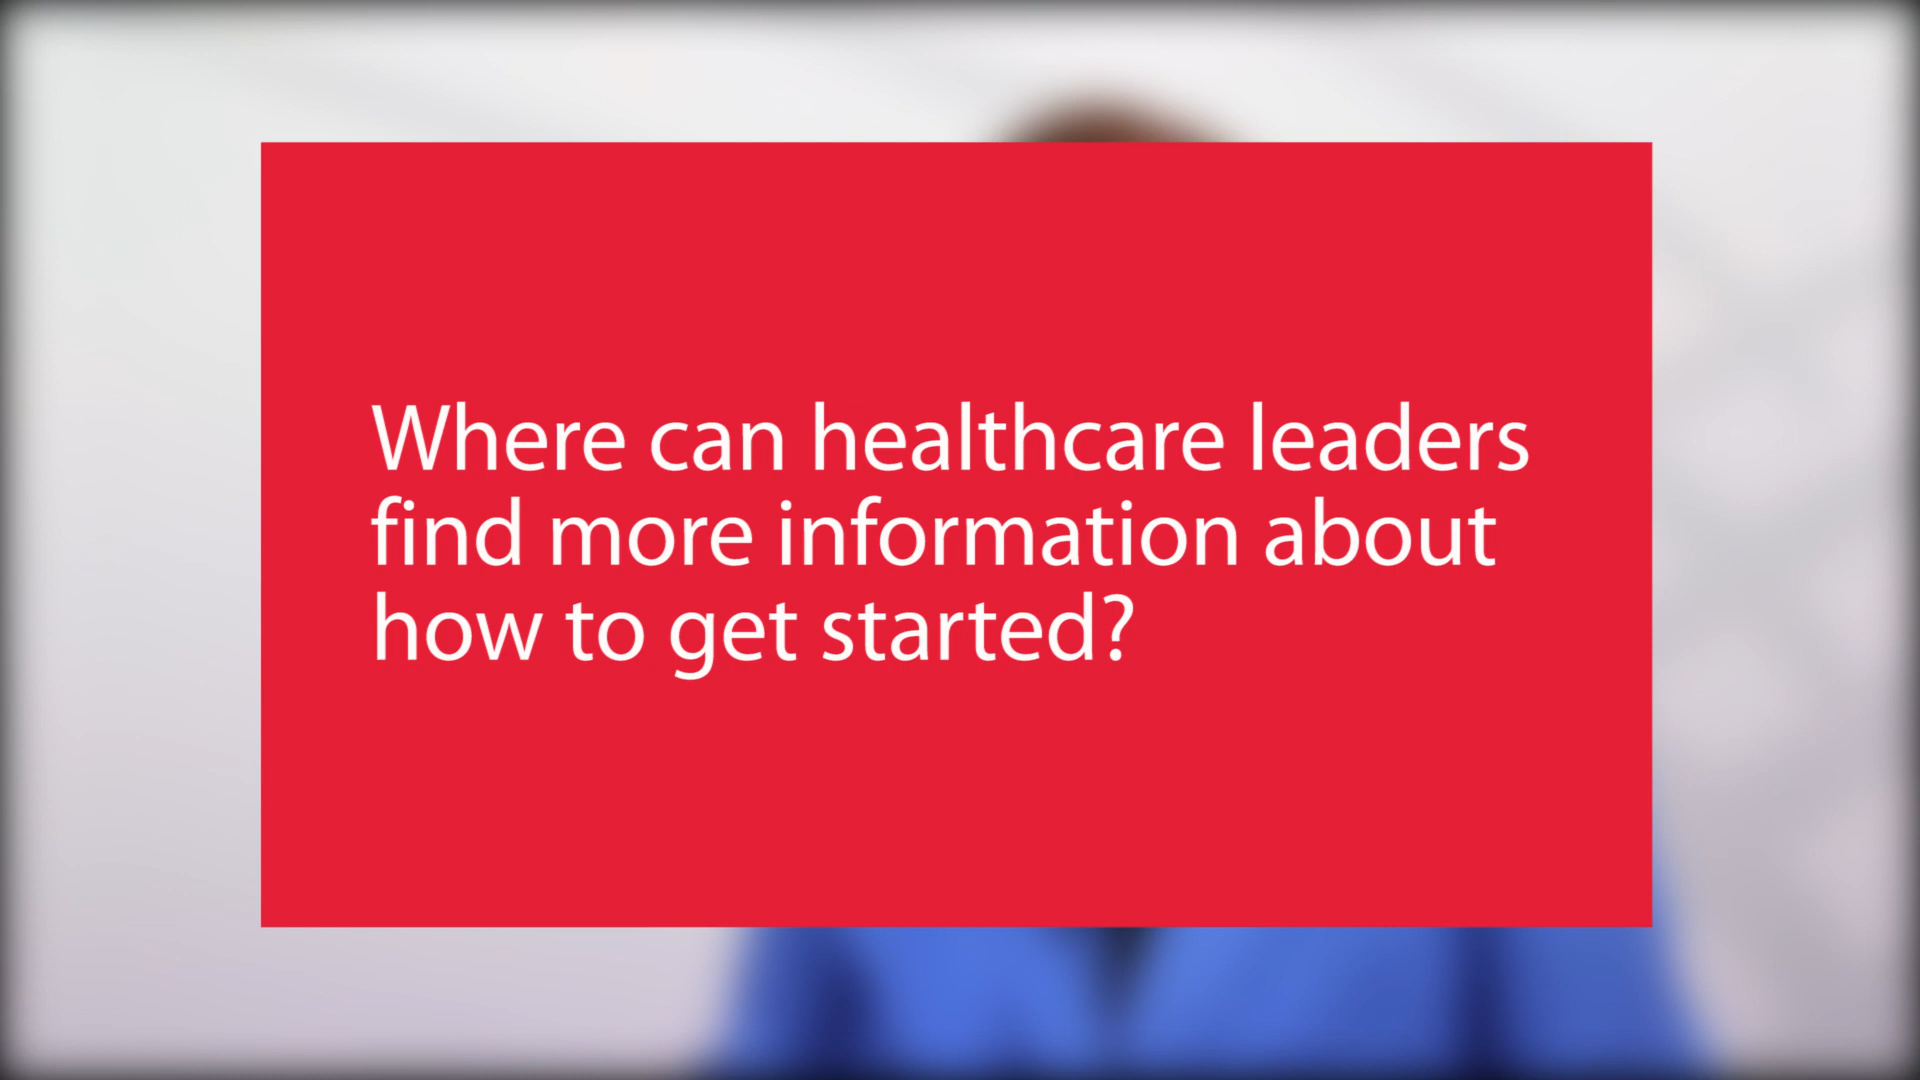 Where can healthcare leaders
find more information about
how to get started?